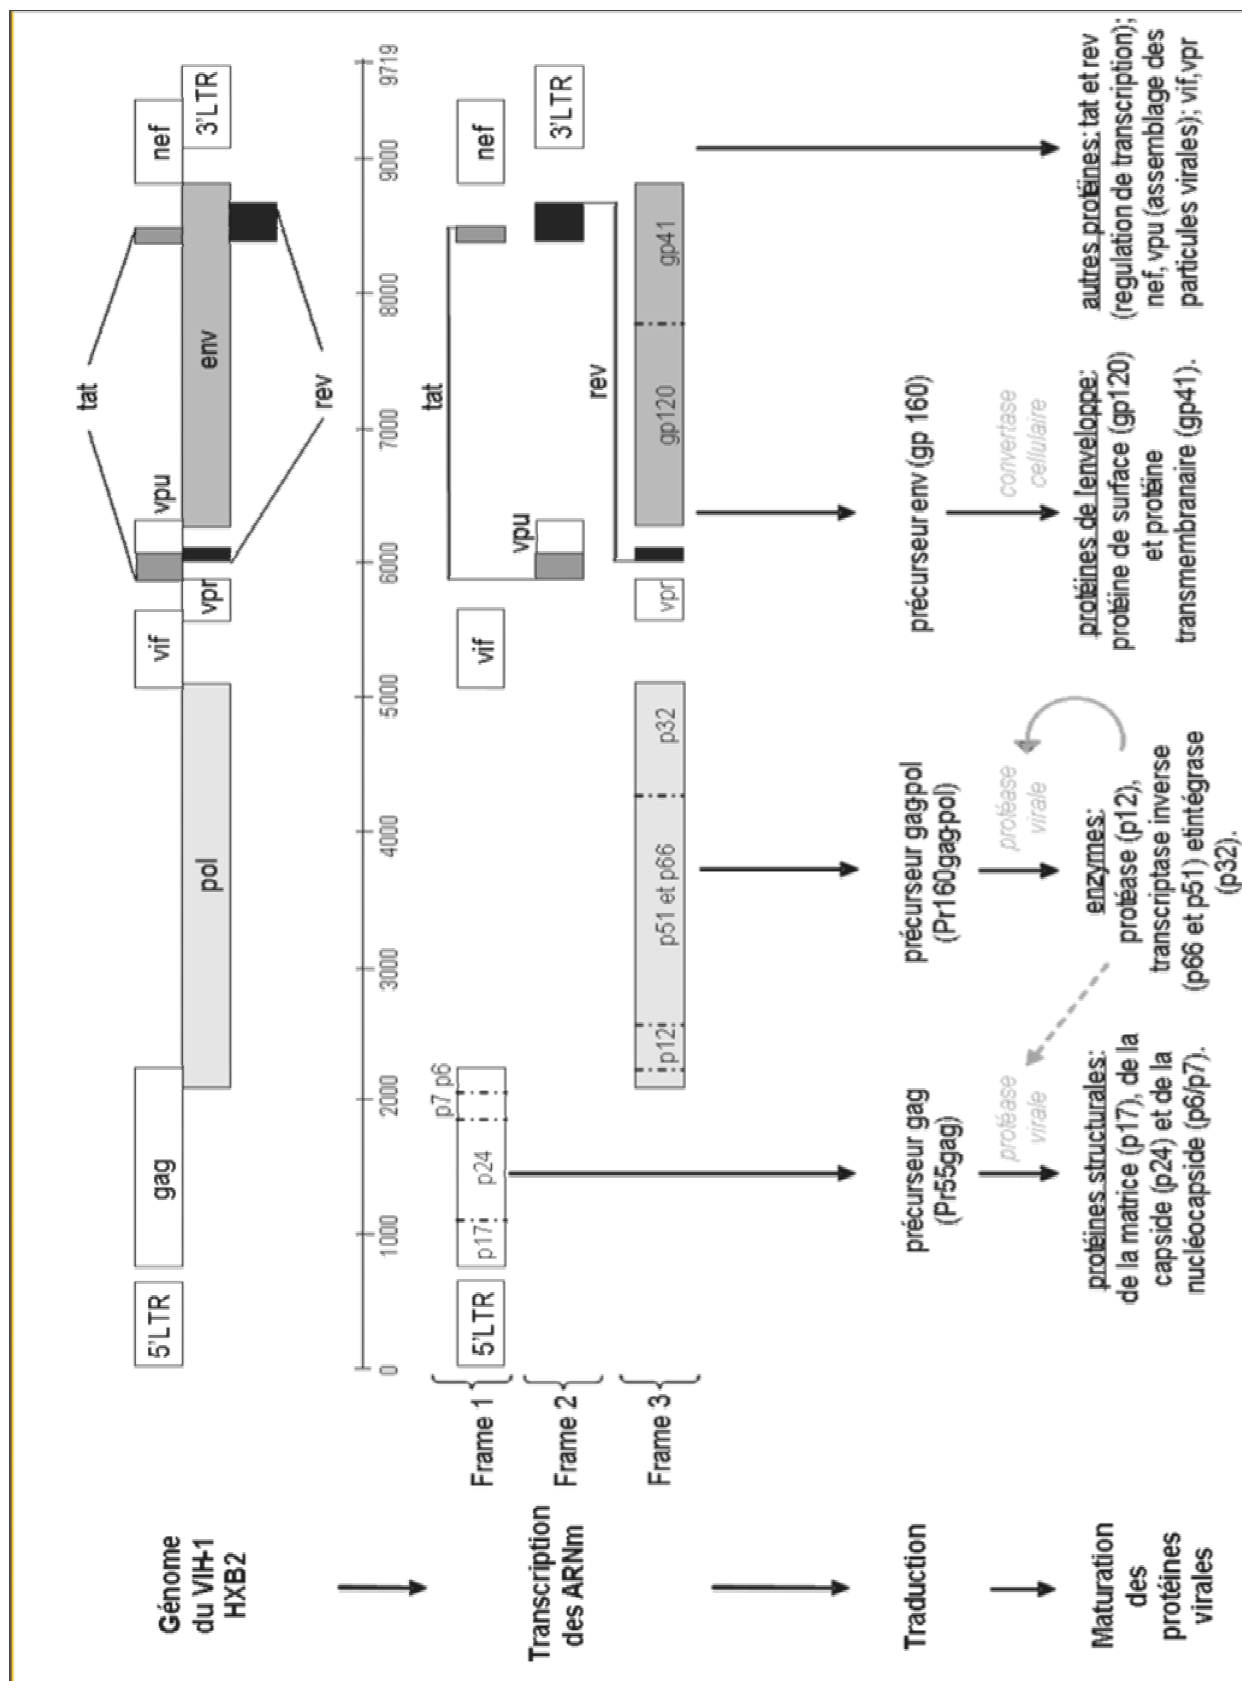 Génome
du VIH-1
HXB2
5'LTR
gag
pol
vif
vpr
vpu
tat
env
rev
nef
3'LTR
0
1000
2000
3000
4000
5000
6000
7000
8000
9000
9719
Transcription
des ARNm
Frame 1
Frame 2
Frame 3
5'LTR
p17
p24
p7 p6
vif
tat
nef
vpu
3'LTR
rev
p12
p51 et p66
p32
vpr
gp120
gp41
Traduction
précurseur gag
(Pr55gag)
précurseur gag-pol
(Pr160gag-pol)
précurseur env (gp 160)
protéase
virale
protéase
virale
convertase
cellulaire
Maturation
des
protéines
virales
protéines structurales:
de la matrice (p17), de la
capside (p24) et de la
nucléocapside (p6/p7).
enzymes:
protéase (p12),
transcriptase inverse
(p66 et p51) et intégrase
(p32).
protéines de l'enveloppe:
protéine de surface (gp120)
et protéine
transmembranaire (gp41).
autres protéines: tat et rev
(regulation de transcription);
nef, vpu (assemblage des
particules virales); vif,vpr